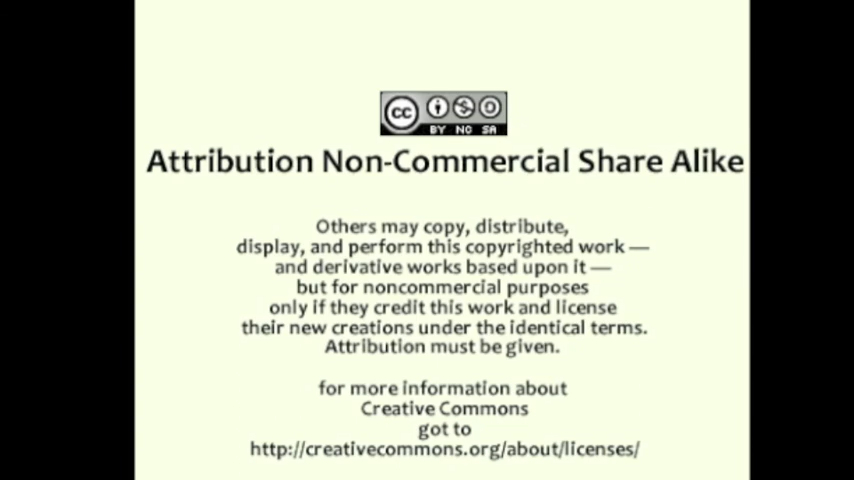 cc
BY NC SA
Attribution Non-Commercial Share Alike
Others may copy, distribute,
display, and perform this copyrighted work —
and derivative works based upon it —
but for noncommercial purposes
only if they credit this work and license
their new creations under the identical terms.
Attribution must be given.
for more information about
Creative Commons
got to
http://creativecommons.org/about/licenses/